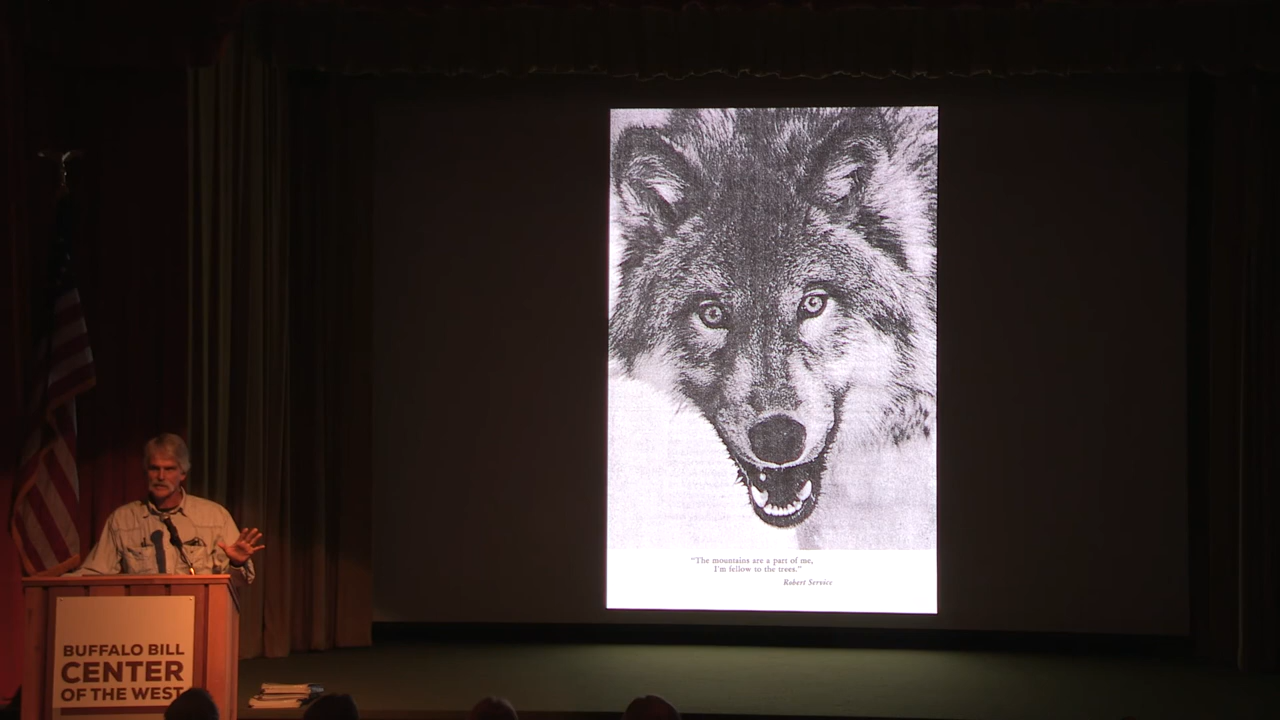 "The mountains are a part of me,
I'm fellow to the trees."
Robert Service
BUFFALO BILL
CENTER
OF THE WEST